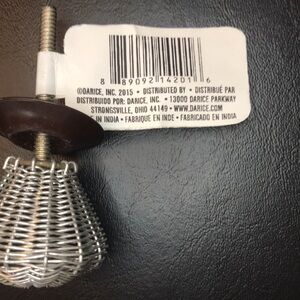 8 89092 14201 6
©DARICE, INC. 2015 • DISTRIBUTED BY • DISTRIBUÉ PAR
DISTRIBUIDO POR: DARICE, INC. • 13000 DARICE PARKWAY
STRONGSVILLE, OHIO 44149 • WWW.DARICE.COM
E IN INDIA • FABRIQUE EN INDE • FABRICADO EN INDIA